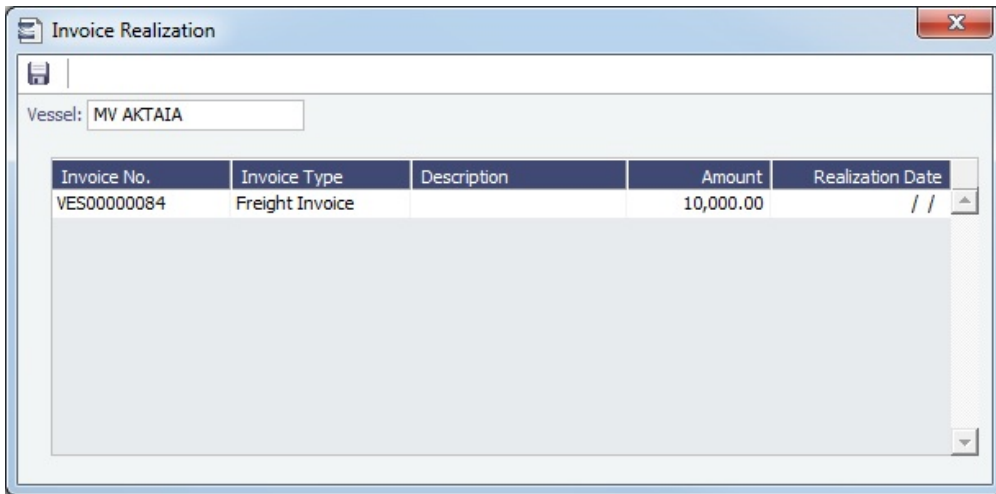 Invoice Realization
Vessel: MV AKTAIA
Invoice No. Invoice Type Description Amount Realization Date
VES00000084 Freight Invoice 10,000.00 / /